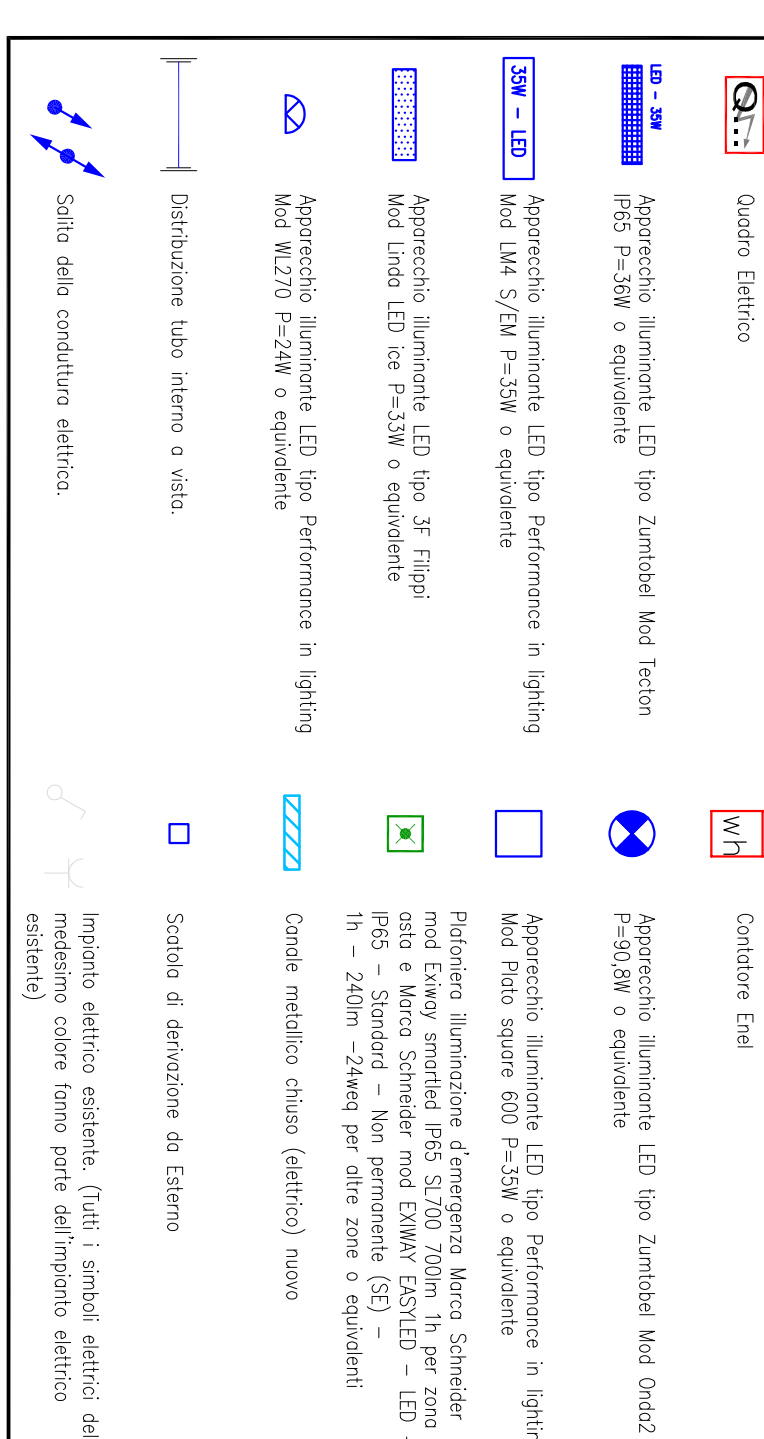 Q...
Quadro Elettrico
LED - 35W
Apparecchio illuminante LED tipo Zumtobel Mod Tecton
IP65 P=36W o equivalente
35W - LED
Apparecchio illuminante LED tipo Performance in lighting
Mod LM4 S/EM P=35W o equivalente
Apparecchio illuminante LED tipo 3F Filippi
Mod Linda LED ice P=33W o equivalente
Apparecchio illuminante LED tipo Performance in lighting
Mod WL270 P=24W o equivalente
Distribuzione tubo interno a vista.
Salita della conduttura elettrica.
Wh
Contatore Enel
Apparecchio illuminante LED tipo Zumtobel Mod Onda2
P=90,8W o equivalente
Apparecchio illuminante LED tipo Performance in lightin
Mod Plato square 600 P=35W o equivalente
Plafoniera illuminazione d'emergenza Marca Schneider
mod Exiway smartled IP65 SL700 700lm 1h per zona
asta e Marca Schneider mod EXIWAY EASYLED - LED -
IP65 - Standard - Non permanente (SE) -
1h - 240lm -24weq per altre zone o equivalenti
Canale metallico chiuso (elettrico) nuovo
Scatola di derivazione da Esterno
Impianto elettrico esistente. (Tutti i simboli elettrici del
medesimo colore fanno parte dell'impianto elettrico
esistente)